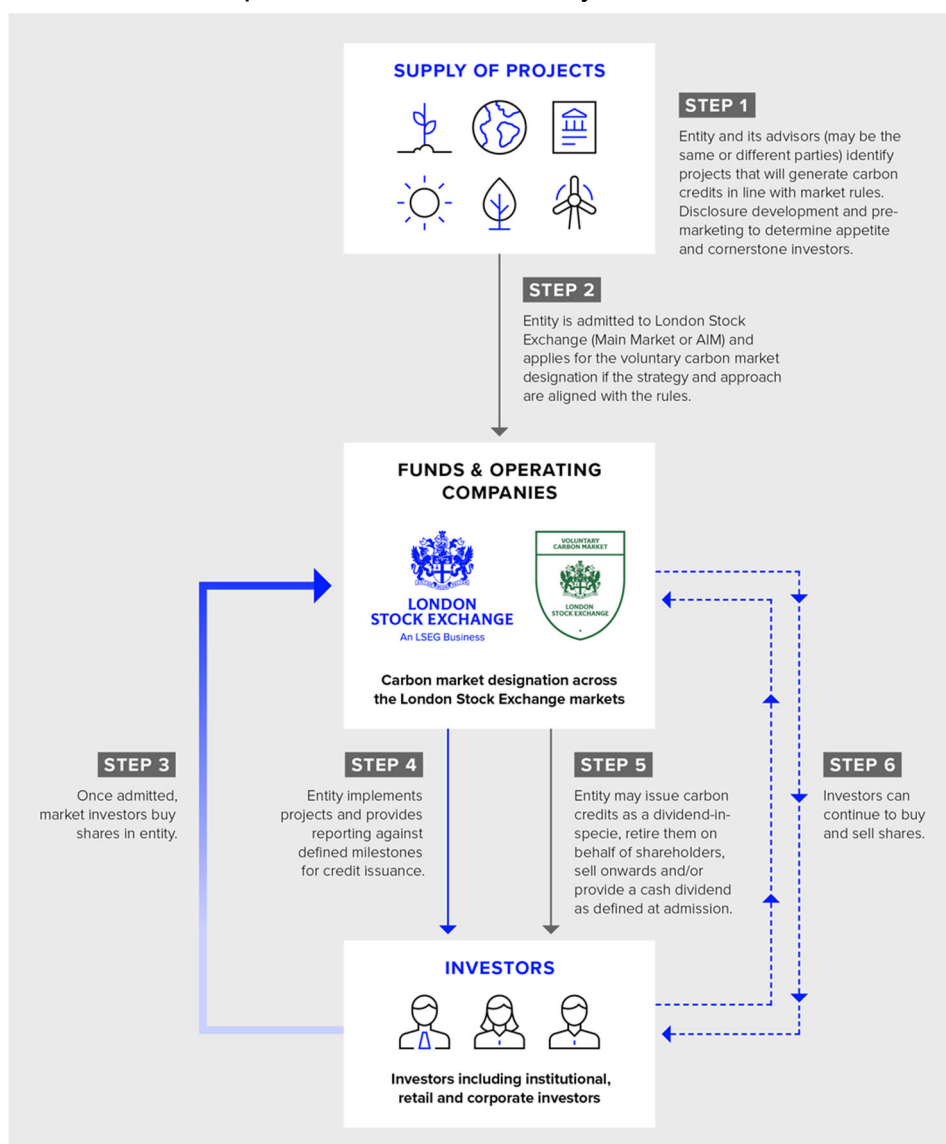 SUPPLY OF PROJECTS
STEP 1
Entity and its advisors (may be the
same or different parties) identify
projects that will generate carbon
credits in line with market rules.
Disclosure development and pre-
marketing to determine appetite
and cornerstone investors.
STEP 2
Entity is admitted to London Stock
Exchange (Main Market or AIM) and
applies for the voluntary carbon market
designation if the strategy and approach
are aligned with the rules.
FUNDS & OPERATING
COMPANIES
LONDON
STOCK EXCHANGE
An LSEG Business
VOLUNTARY
CARBON MARKET
LONDON
STOCK EXCHANGE
Carbon market designation across
the London Stock Exchange markets
STEP 3
Once admitted,
market investors buy
shares in entity.
STEP 4
Entity implements
projects and provides
reporting against
defined milestones
for credit issuance.
STEP 5
Entity may issue carbon
credits as a dividend-in-
specie, retire them on
behalf of shareholders,
sell onwards and/or
provide a cash dividend
as defined at admission.
STEP 6
Investors can
continue to buy
and sell shares.
INVESTORS
Investors including institutional,
retail and corporate investors